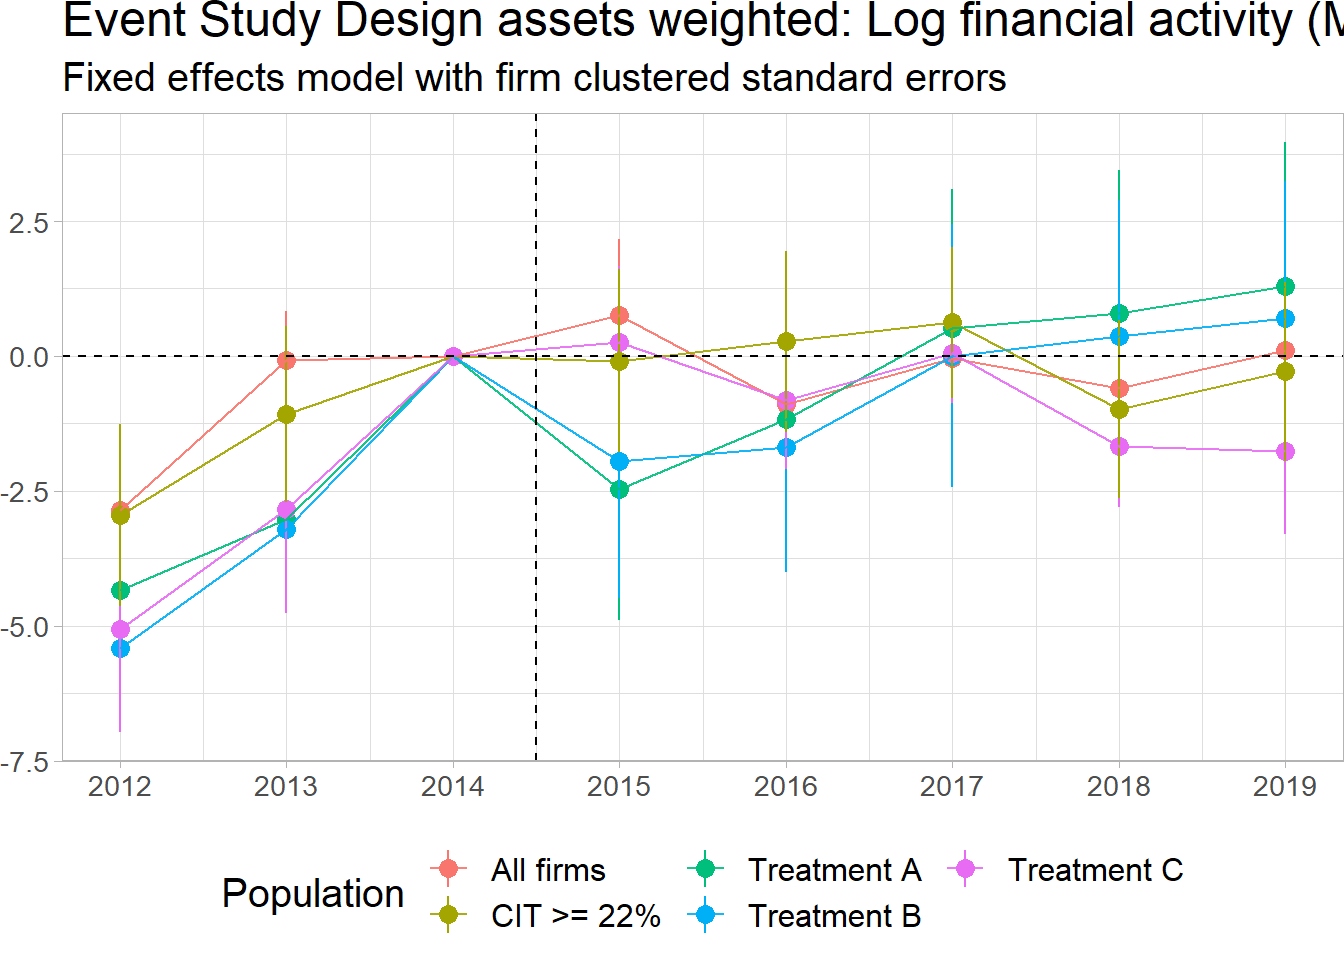 Event Study Design assets weighted: Log financial activity (M
Fixed effects model with firm clustered standard errors
2.5
0.0
-2.5
-5.0
-7.5
2012 2013 2014 2015 2016 2017 2018 2019
Population
All firms Treatment A Treatment C
CIT >= 22% Treatment B